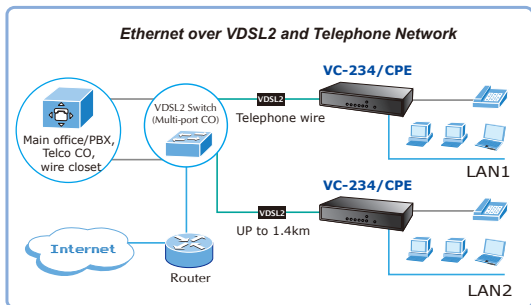 Ethernet over VDSL2 and Telephone Network
VC-234/CPE
VDSL2 Switch
(Multi-port CO)
VDSL2
Telephone wire
Main office/PBX,
Telco CO,
wire closet
LAN1
VC-234/CPE
VDSL2
UP to 1.4km
Internet
Router
LAN2